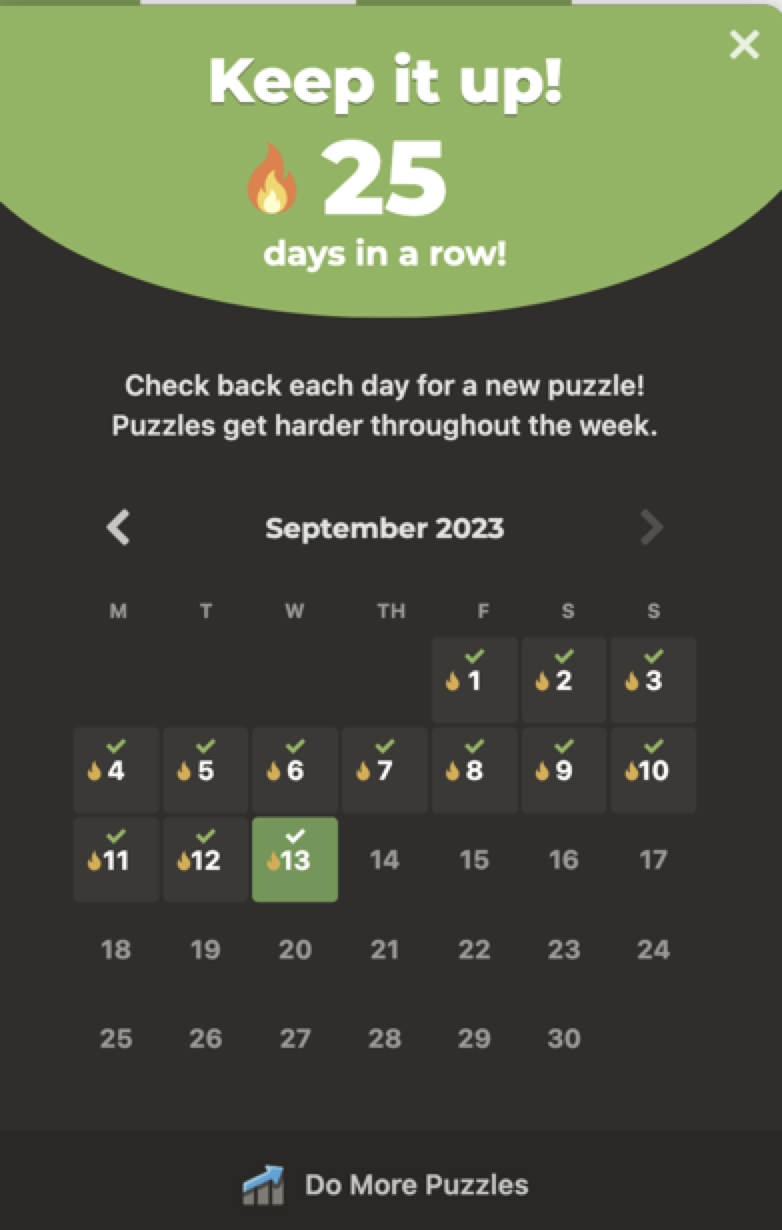 Keep it up!
25
days in a row!
Check back each day for a new puzzle!
Puzzles get harder throughout the week.
September 2023
M T W TH F S S
1 2 3
4 5 6 7 8 9 10
11 12 13 14 15 16 17
18 19 20 21 22 23 24
25 26 27 28 29 30
Do More Puzzles